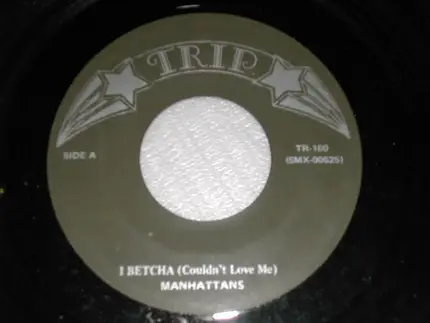 TRIP
SIDE A
TR-160
(SMX-00525)
I BETCHA (Couldn't Love Me)
MANHATTANS